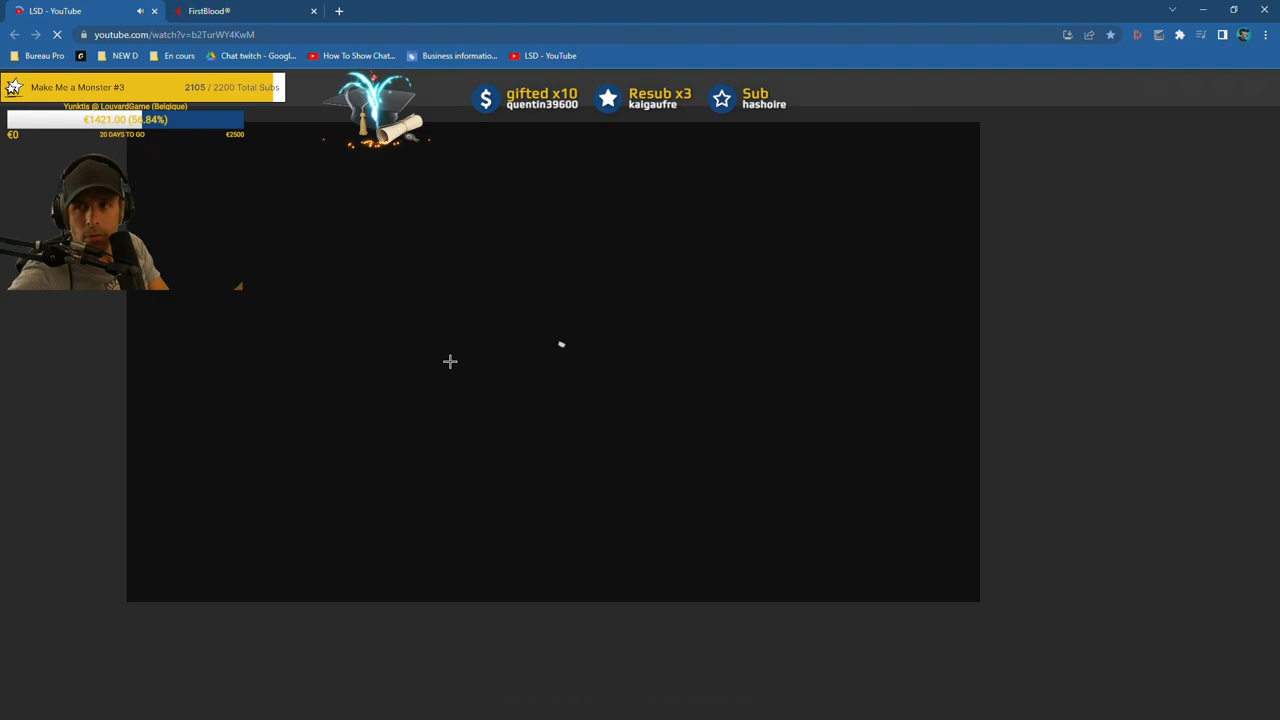 LSD - YouTube
FirstBlood®
youtube.com/watch?v=b2TurWY4KwM
Bureau Pro
NEW D
En cours
Chat twitch - Googl...
How To Show Chat...
Business informatio...
LSD - YouTube
Make Me a Monster #3
2105 / 2200 Total Subs
Yunktis @ LouvardGame (Belgique)
€1421.00 (56.84%)
€0
20 DAYS TO GO
€2500
gifted x10
quentin39600
Resub x3
kaigaufre
Sub
hashoire